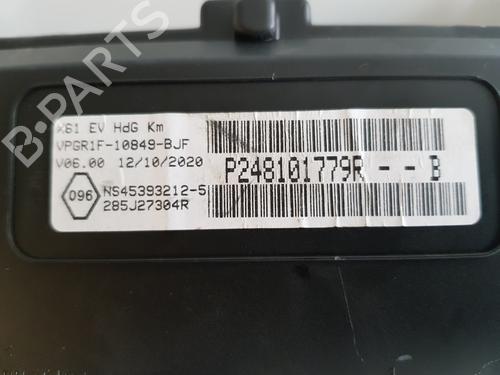 X61 EV HdG Km
VPGR1F-10849-BJF
V06.00 12/10/2020
P248101779R -- B
096
NS45393212-5
285J27304R
B-PARTS